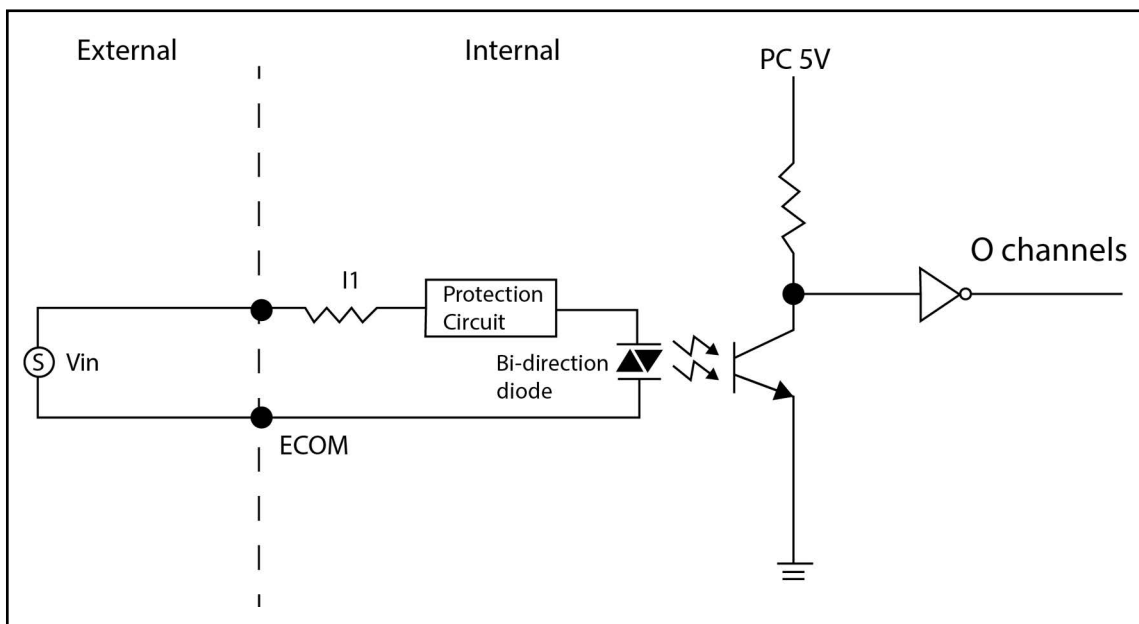 External
Internal
PC 5V
O channels
I1
Protection
Circuit
S
Vin
Bi-direction
diode
ECOM